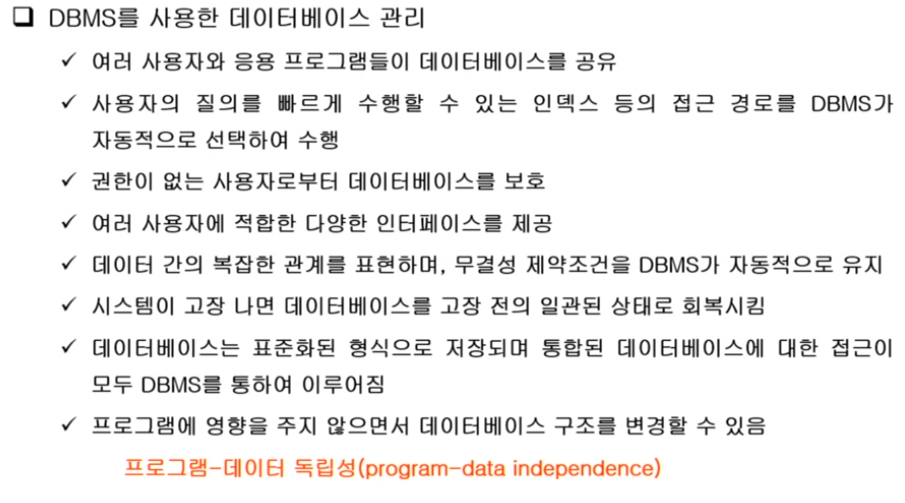 ❑ DBMS를 사용한 데이터베이스 관리
✓ 여러 사용자와 응용 프로그램들이 데이터베이스를 공유
✓ 사용자의 질의를 빠르게 수행할 수 있는 인덱스 등의 접근 경로를 DBMS가
자동적으로 선택하여 수행
✓ 권한이 없는 사용자로부터 데이터베이스를 보호
✓ 여러 사용자에 적합한 다양한 인터페이스를 제공
✓ 데이터 간의 복잡한 관계를 표현하며, 무결성 제약조건을 DBMS가 자동적으로 유지
✓ 시스템이 고장 나면 데이터베이스를 고장 전의 일관된 상태로 회복시킴
✓ 데이터베이스는 표준화된 형식으로 저장되며 통합된 데이터베이스에 대한 접근이
모두 DBMS를 통하여 이루어짐
✓ 프로그램에 영향을 주지 않으면서 데이터베이스 구조를 변경할 수 있음
프로그램-데이터 독립성(program-data independence)